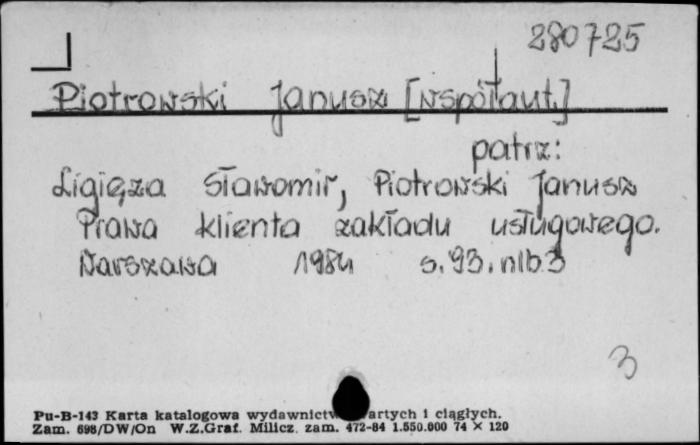 280725
Piotrowski Janusz [współaut.]
patrz:
Ligięza Sławomir, Piotrowski Janusz
Prawa klienta zakładu usługowego.
Warszawa 1984 s. 93. nlb. 3
3
Pu-B-143 Karta katalogowa wydawnictw zwartych i ciągłych.
Zam. 698/DW/On W.Z.Graf. Milicz. zam. 472-84 1.550.000 74 × 120